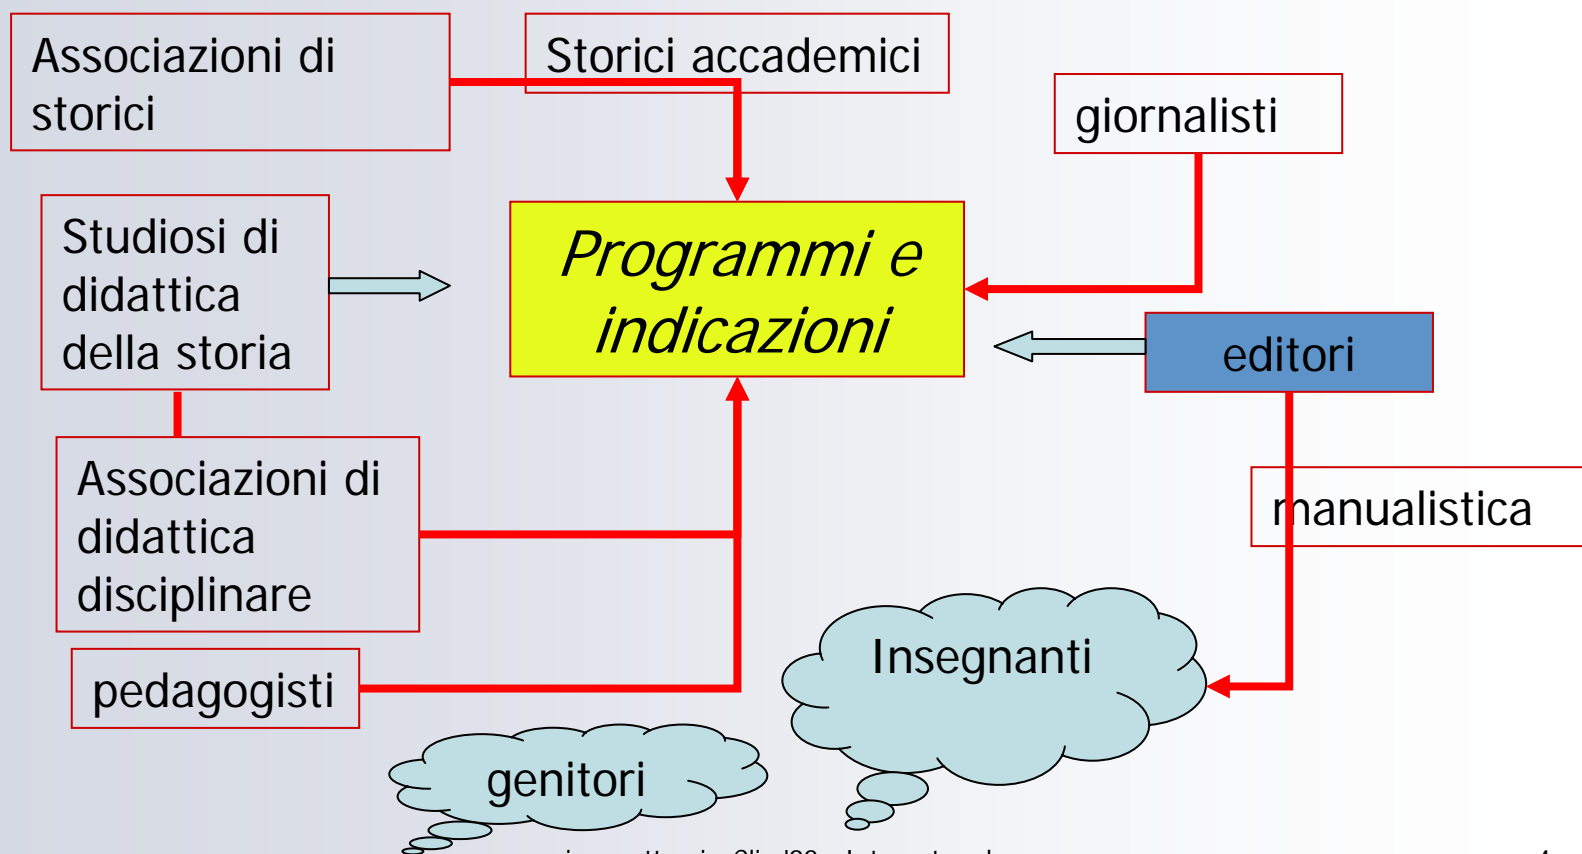 Associazioni di
storici
Storici accademici
giornalisti
Studiosi di
didattica
della storia
Programmi e
indicazioni
editori
Associazioni di
didattica
disciplinare
manualistica
Insegnanti
pedagogisti
genitori